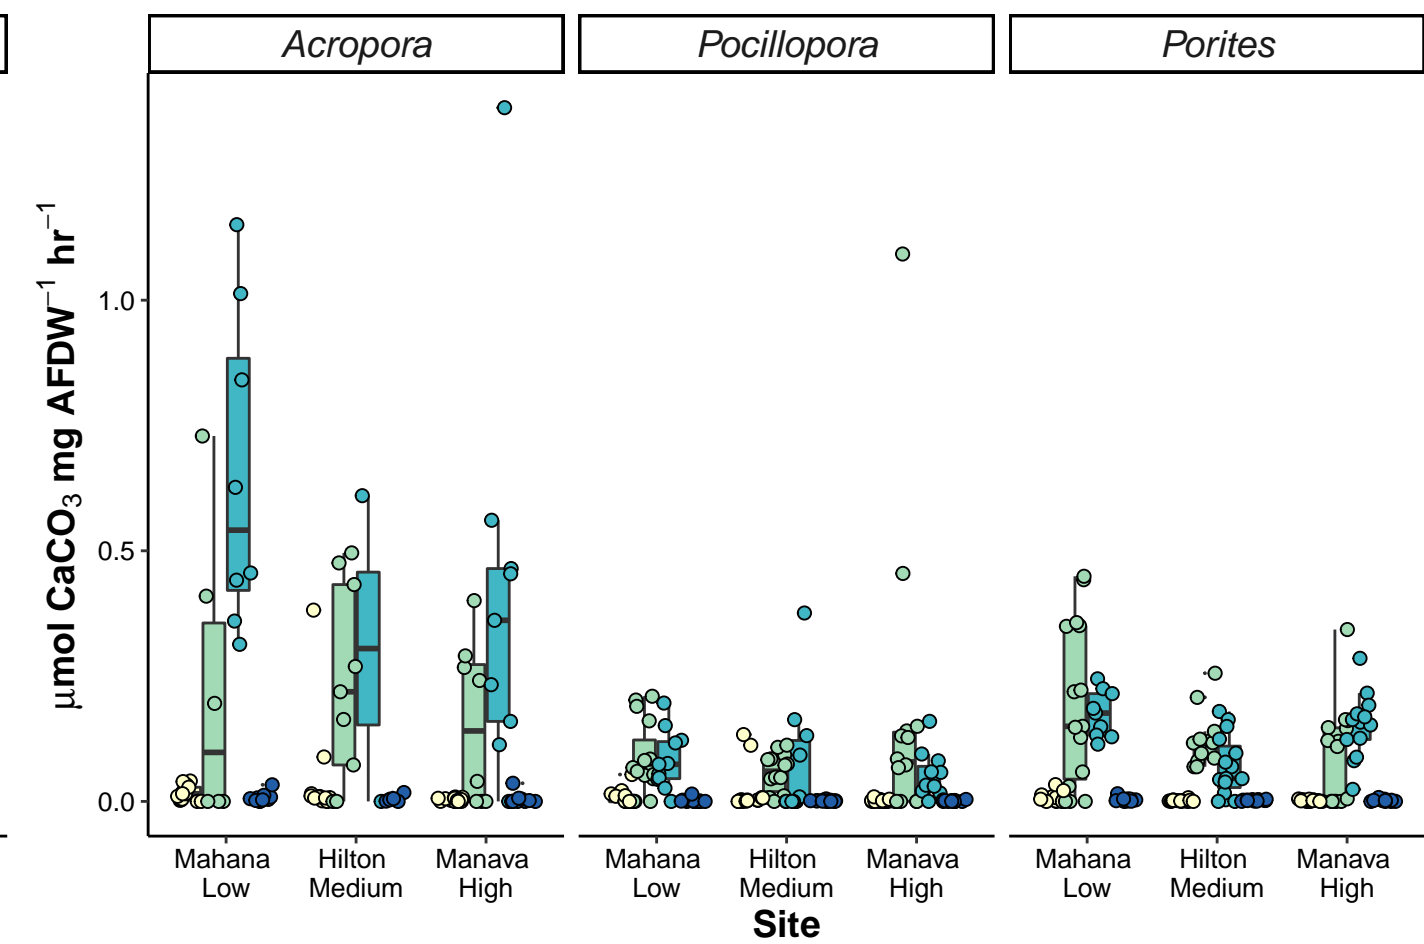 Acropora
Pocillopora
Porites
μmol CaCO₃ mg AFDW⁻¹ hr⁻¹
1.0
0.5
0.0
Mahana Low
Hilton Medium
Manava High
Mahana Low
Hilton Medium
Manava High
Mahana Low
Hilton Medium
Manava High
Site